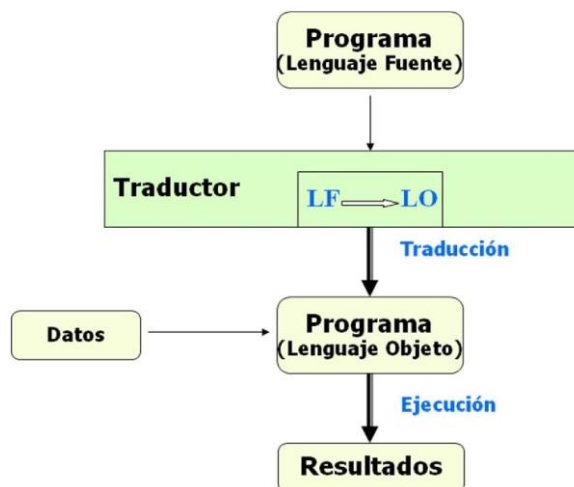 Programa
(Lenguaje Fuente)
Traductor
LF LO
Traducción
Datos
Programa
(Lenguaje Objeto)
Ejecución
Resultados